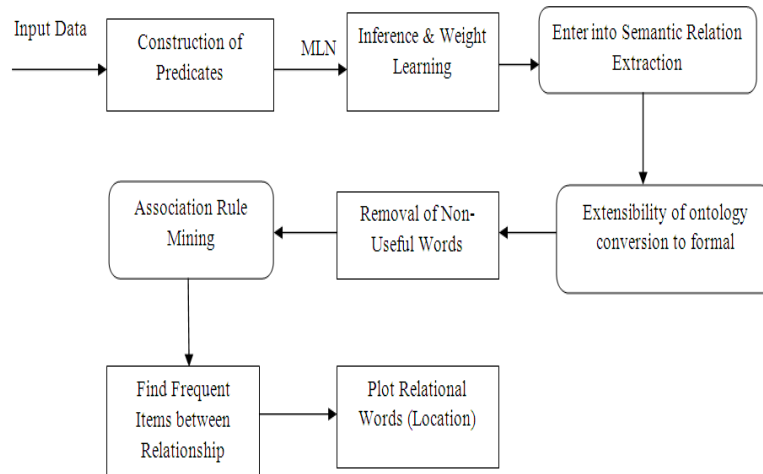 Input Data
Construction of
Predicates
MLN
Inference & Weight
Learning
Enter into Semantic Relation
Extraction
Extensibility of ontology
conversion to formal
Removal of Non-
Useful Words
Association Rule
Mining
Find Frequent
Items between
Relationship
Plot Relational
Words (Location)